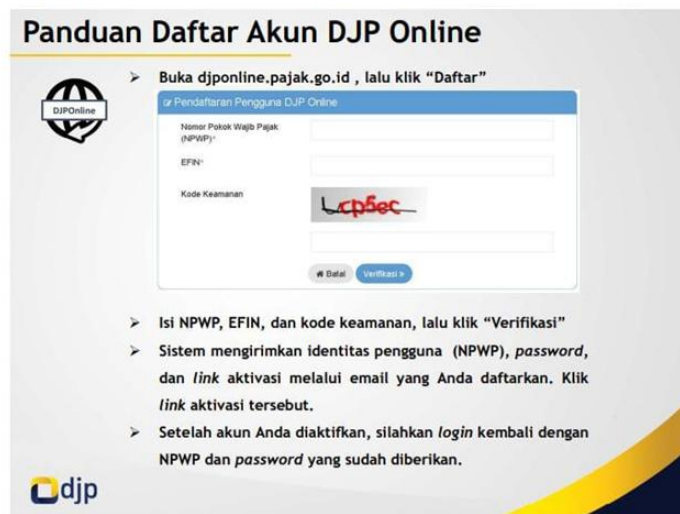 Panduan Daftar Akun DJP Online
DJPOnline
➤ Buka djponline.pajak.go.id , lalu klik “Daftar”
Pendaftaran Pengguna DJP Online
Nomor Pokok Wajib Pajak
(NPWP)*
EFIN*
Kode Keamanan
Lcp5ec
Batal
Verifikasi »
➤ Isi NPWP, EFIN, dan kode keamanan, lalu klik “Verifikasi”
➤ Sistem mengirimkan identitas pengguna (NPWP), password,
dan link aktivasi melalui email yang Anda daftarkan. Klik
link aktivasi tersebut.
➤ Setelah akun Anda diaktifkan, silahkan login kembali dengan
NPWP dan password yang sudah diberikan.
djp